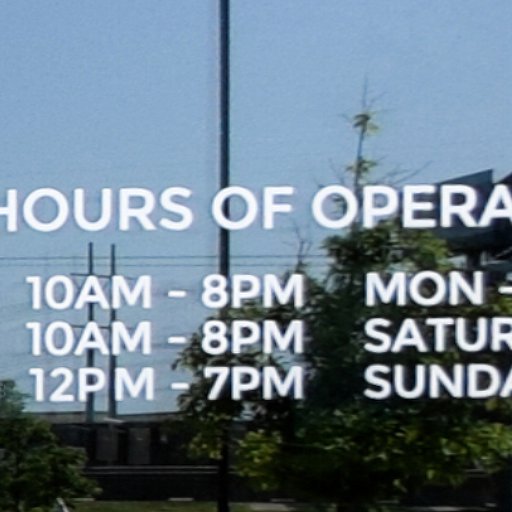 HOURS OF OPERA
10AM - 8PM MON -
10AM - 8PM SATUR
12PM - 7PM SUNDA